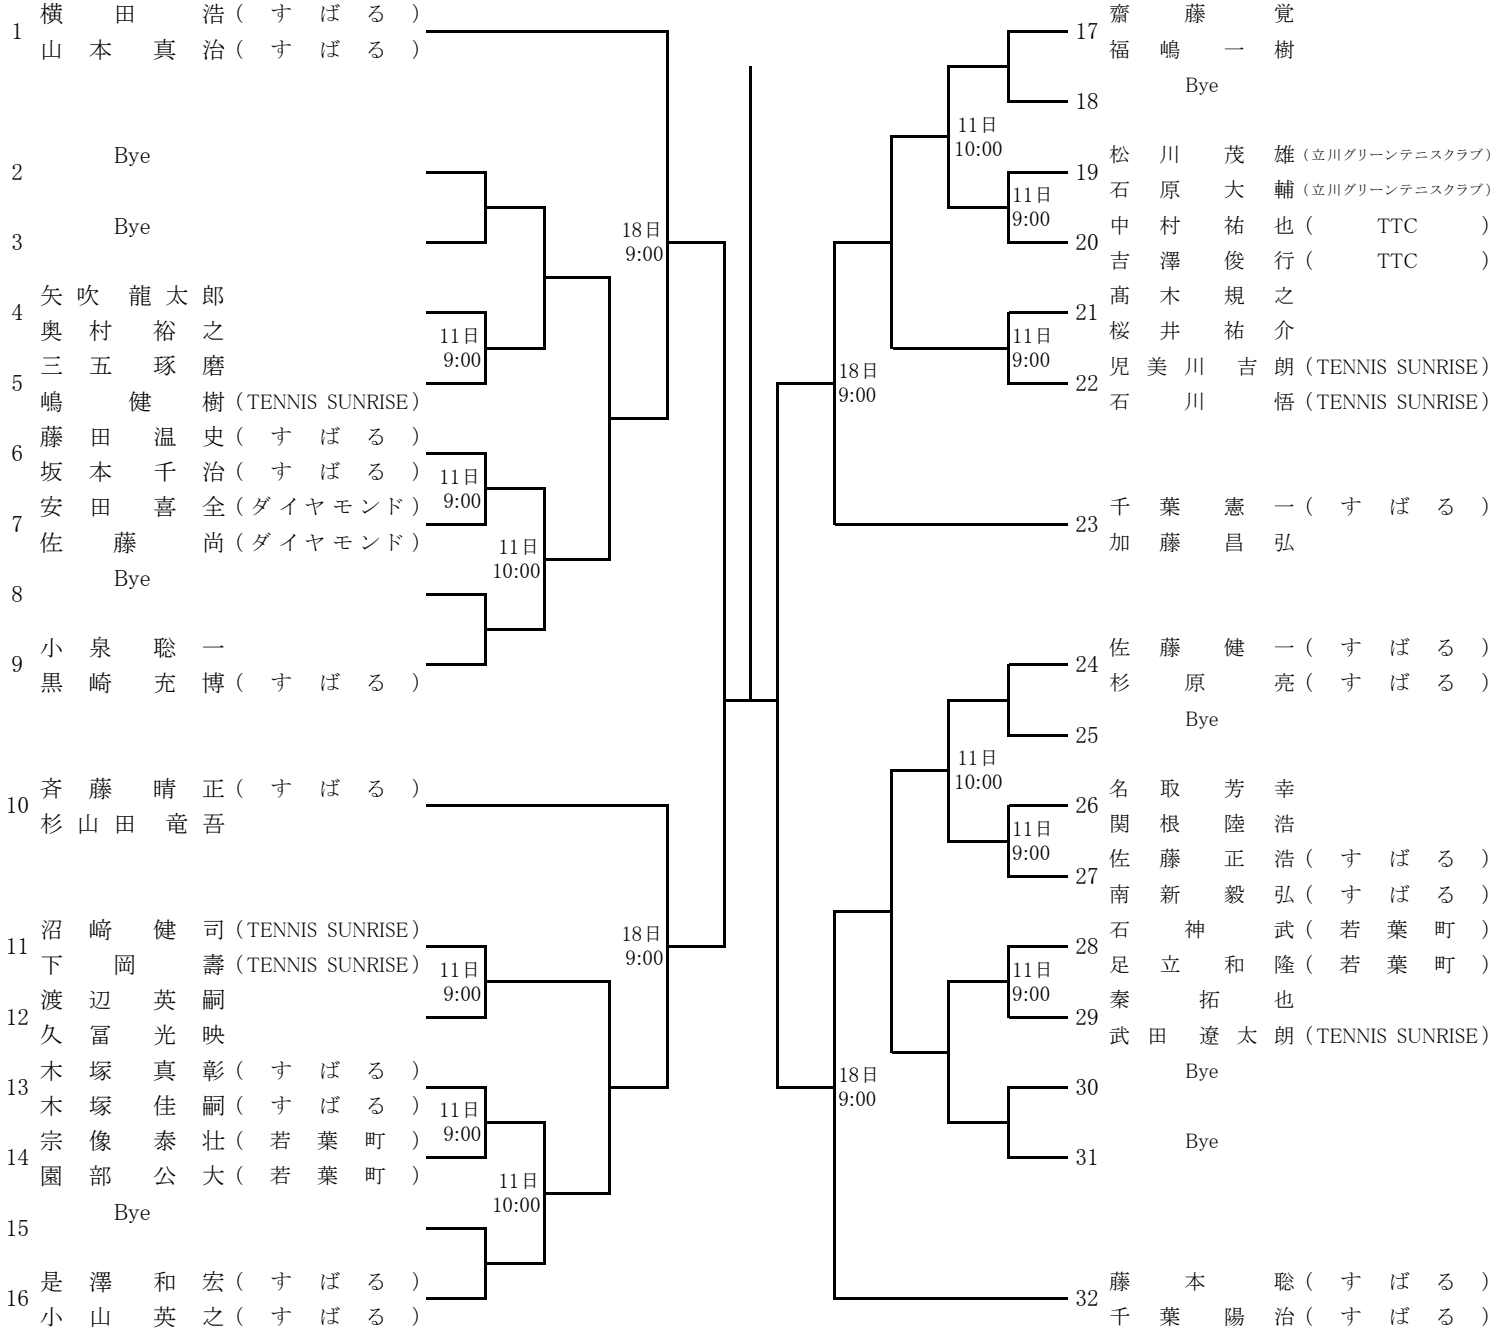 横田 浩(すばる)
1
山本 真治(すばる)
Bye
2
Bye
3
矢吹 龍太郎
4
奥村 裕之
三五 琢磨
5
嶋 健樹(TENNIS SUNRISE)
藤田 温史(すばる)
6
坂本 千治(すばる)
安田 喜全(ダイヤモンド)
7
佐藤 尚(ダイヤモンド)
Bye
8
小泉 聡一
9
黒崎 充博(すばる)
斉藤 晴正(すばる)
10
杉山田 竜吾
沼﨑 健司(TENNIS SUNRISE)
11
下岡 壽(TENNIS SUNRISE)
渡辺 英嗣
12
久冨 光映
木塚 真彰(すばる)
13
木塚 佳嗣(すばる)
宗像 泰壮(若葉町)
14
園部 公大(若葉町)
Bye
15
是澤 和宏(すばる)
16
小山 英之(すばる)
11日
9:00
11日
9:00
11日
10:00
18日
9:00
11日
9:00
11日
9:00
11日
10:00
18日
9:00
齋藤 覚
17
福嶋 一樹
Bye
18
松川 茂雄(立川グリーンテニスクラブ)
19
石原 大輔(立川グリーンテニスクラブ)
中村 祐也(TTC)
20
吉澤 俊行(TTC)
髙木 規之
21
桜井 祐介
児美川 吉朗(TENNIS SUNRISE)
22
石川 悟(TENNIS SUNRISE)
千葉 憲一(すばる)
23
加藤 昌弘
佐藤 健一(すばる)
24
杉原 亮(すばる)
Bye
25
名取 芳幸
26
関根 陸浩
佐藤 正浩(すばる)
27
南新 毅弘(すばる)
石神 武(若葉町)
28
足立 和隆(若葉町)
秦 拓也
29
武田 遼太朗(TENNIS SUNRISE)
Bye
30
Bye
31
藤本 聡(すばる)
32
千葉 陽治(すばる)
11日
10:00
11日
9:00
11日
9:00
18日
9:00
11日
10:00
11日
9:00
11日
9:00
18日
9:00